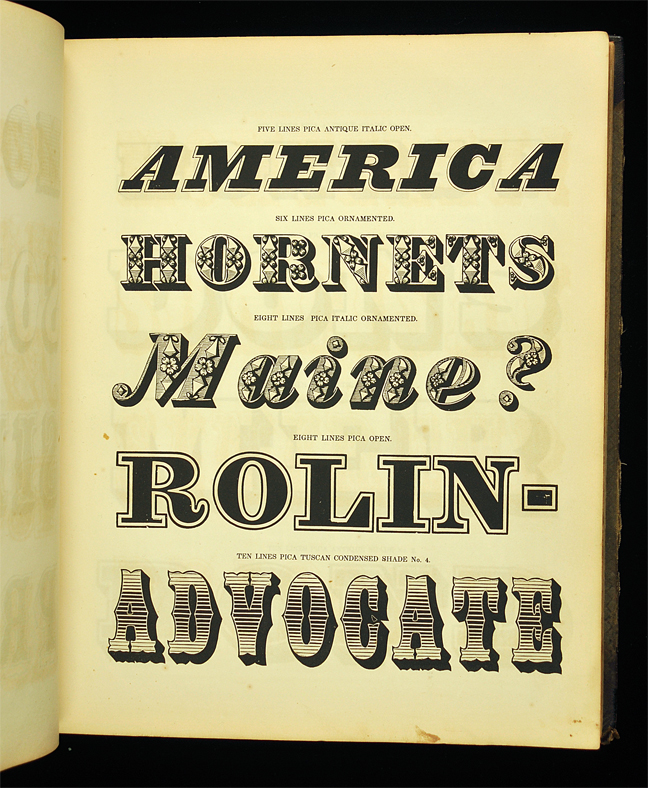 FIVE LINES PICA ANTIQUE ITALIC OPEN.
AMERICA
SIX LINES PICA ORNAMENTED.
HORNETS
EIGHT LINES PICA ITALIC ORNAMENTED.
Maine?
EIGHT LINES PICA OPEN.
ROLIN-
TEN LINES PICA TUSCAN CONDENSED SHADE No. 4.
ADVOCATE